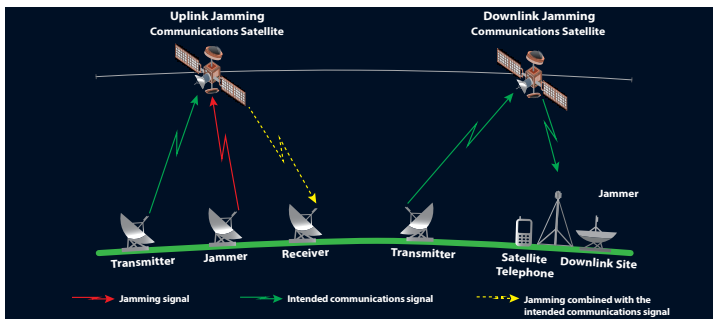 Uplink Jamming
Communications Satellite
Downlink Jamming
Communications Satellite
Jammer
Transmitter
Jammer
Receiver
Transmitter
Satellite
Telephone
Downlink Site
Jamming signal
Intended communications signal
Jamming combined with the
intended communications signal